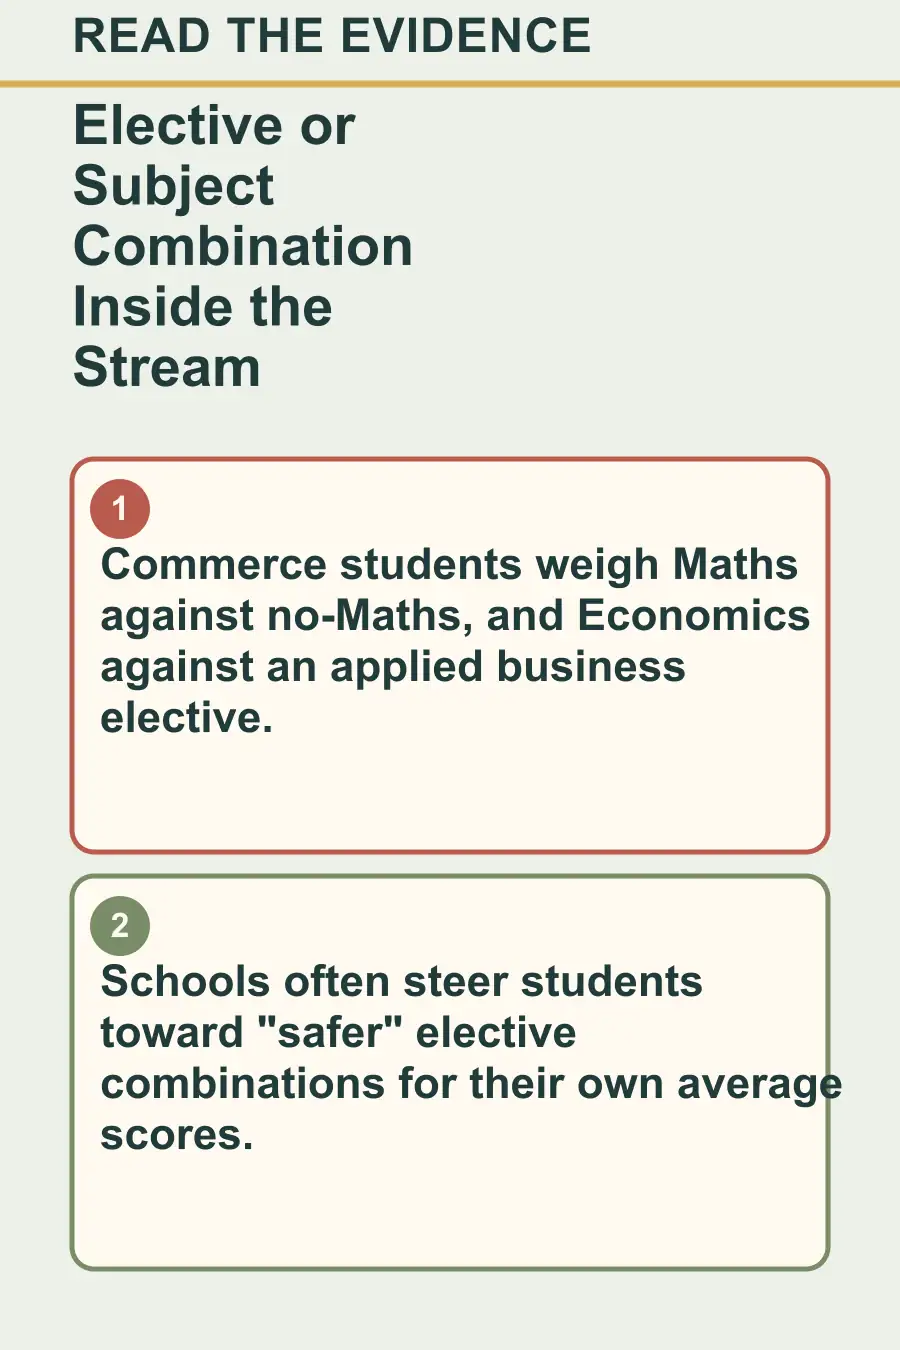 READ THE EVIDENCE
Elective or
Subject
Combination
Inside the
Stream
1
Commerce students weigh Maths
against no-Maths, and Economics
against an applied business
elective.
2
Schools often steer students
toward "safer" elective
combinations for their own average
scores.